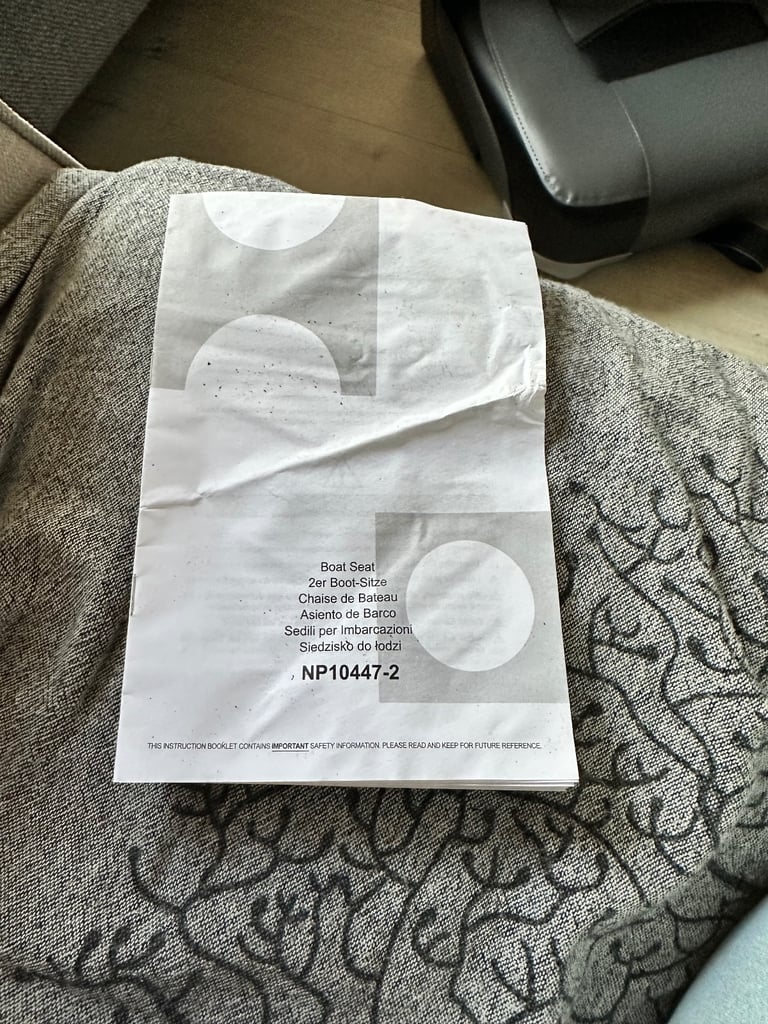 Boat Seat
2er Boot-Sitze
Chaise de Bateau
Asiento de Barco
Sedili per Imbarcazioni
Siedzisko do łodzi
NP10447-2
THIS INSTRUCTION BOOKLET CONTAINS IMPORTANT SAFETY INFORMATION. PLEASE READ AND KEEP FOR FUTURE REFERENCE.